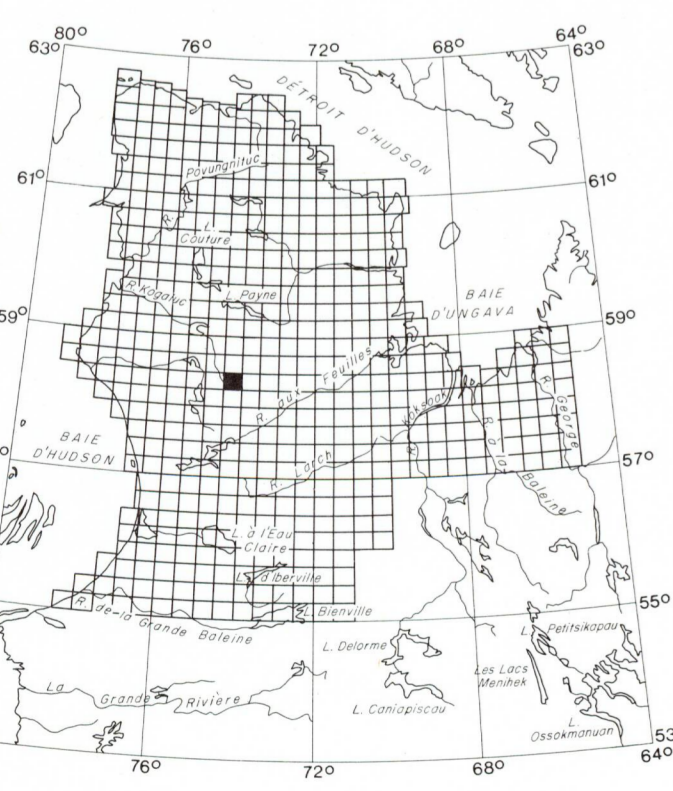 80°
76°
72°
68°
64°
63°
63°
DÉTROIT D'HUDSON
Povungnituc
R.
61°
61°
L.
Couture
R. Kogaluc
L. Payne
BAIE
D'UNGAVA
59°
59°
R. aux Feuilles
Koksoak
R.
R. George
R. à la Baleine
BAIE
D'HUDSON
R. Larch
57°
L. à l'Eau
Claire
L. d'Iberville
L. Bienville
55°
R. de-la Grande Baleine
L. Delorme
L. Petitsikapau
Les Lacs
Menihek
La Grande Rivière
L. Caniapiscau
L.
Ossokmanuan
53
64°
76°
72°
68°